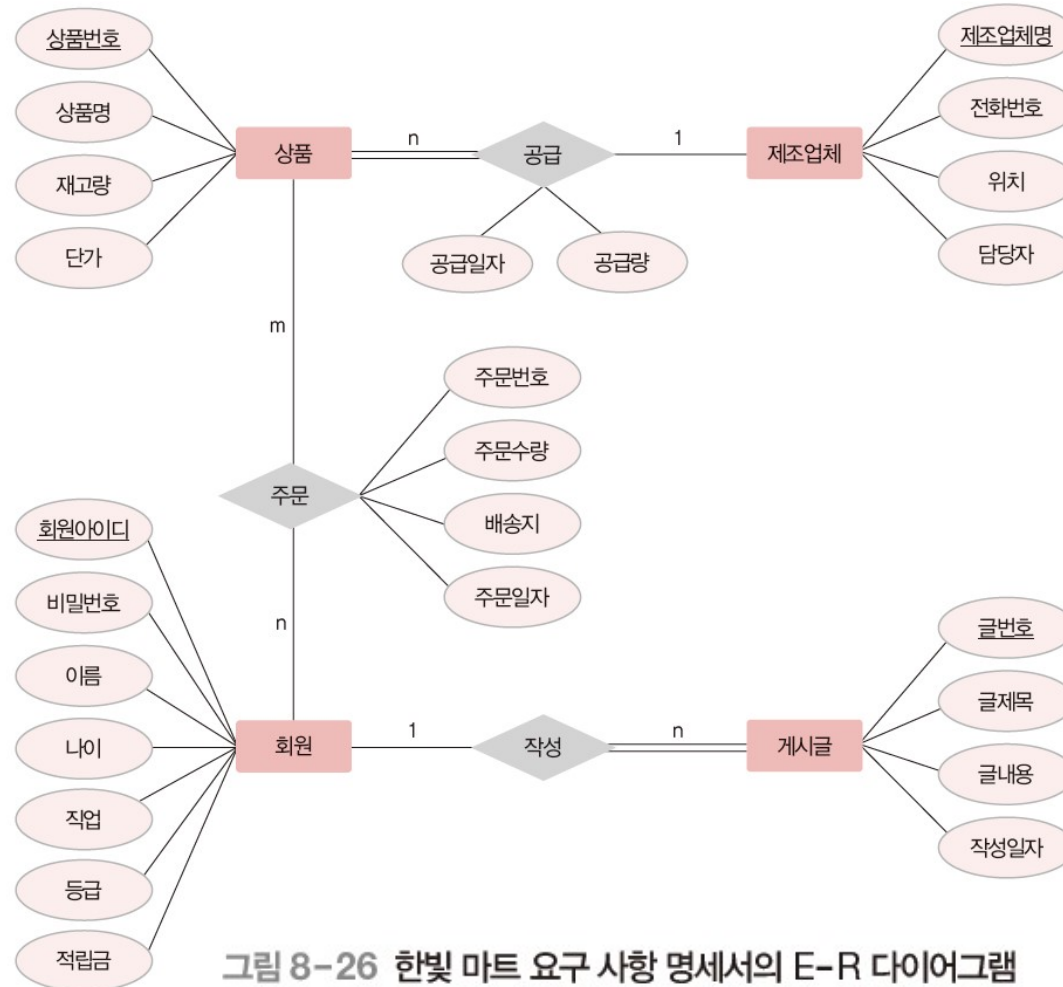 상품번호
상품명
재고량
단가
상품
n
공급
1
제조업체
제조업체명
전화번호
위치
담당자
공급일자
공급량
m
주문
주문번호
주문수량
배송지
주문일자
n
회원아이디
비밀번호
이름
나이
직업
등급
적립금
회원
1
작성
n
게시글
글번호
글제목
글내용
작성일자
그림 8-26 한빛 마트 요구 사항 명세서의 E-R 다이어그램